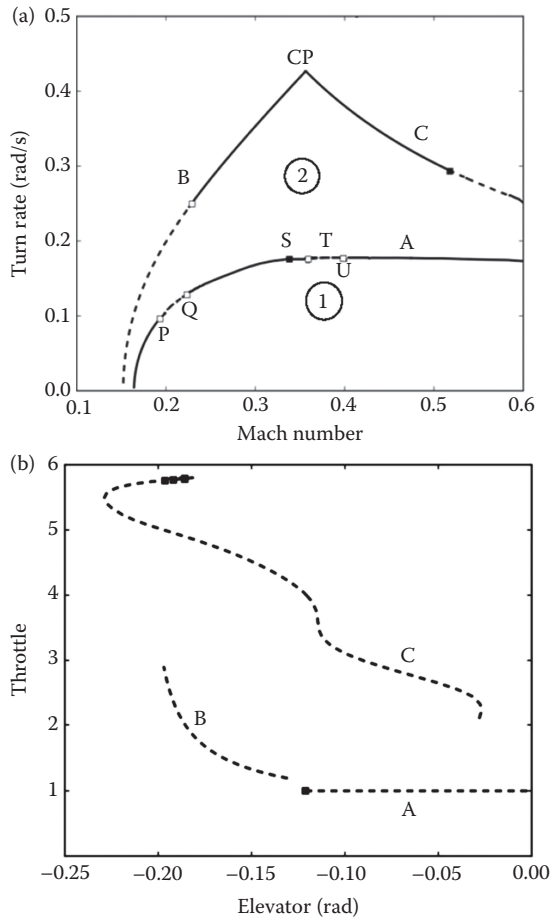 (a)
0.5
0.4
0.3
0.2
0.1
0.0
Turn rate (rad/s)
CP
B
C
2
S
T
A
U
Q
P
1
0.1
0.2
0.3
0.4
0.5
0.6
Mach number
(b)
6
5
4
3
2
1
Throttle
C
B
A
−0.25
−0.20
−0.15
−0.10
−0.05
0.00
Elevator (rad)